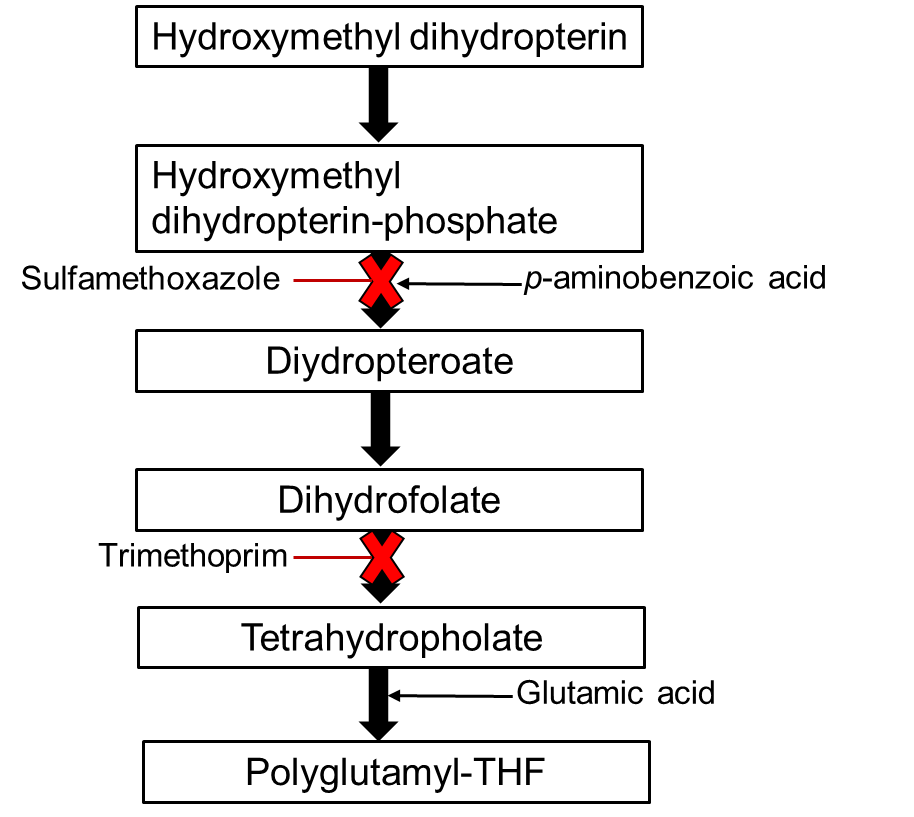 Hydroxymethyl dihydropterin
Hydroxymethyl
dihydropterin-phosphate
Sulfamethoxazole
p-aminobenzoic acid
Diydropteroate
Dihydrofolate
Trimethoprim
Tetrahydropholate
Glutamic acid
Polyglutamyl-THF